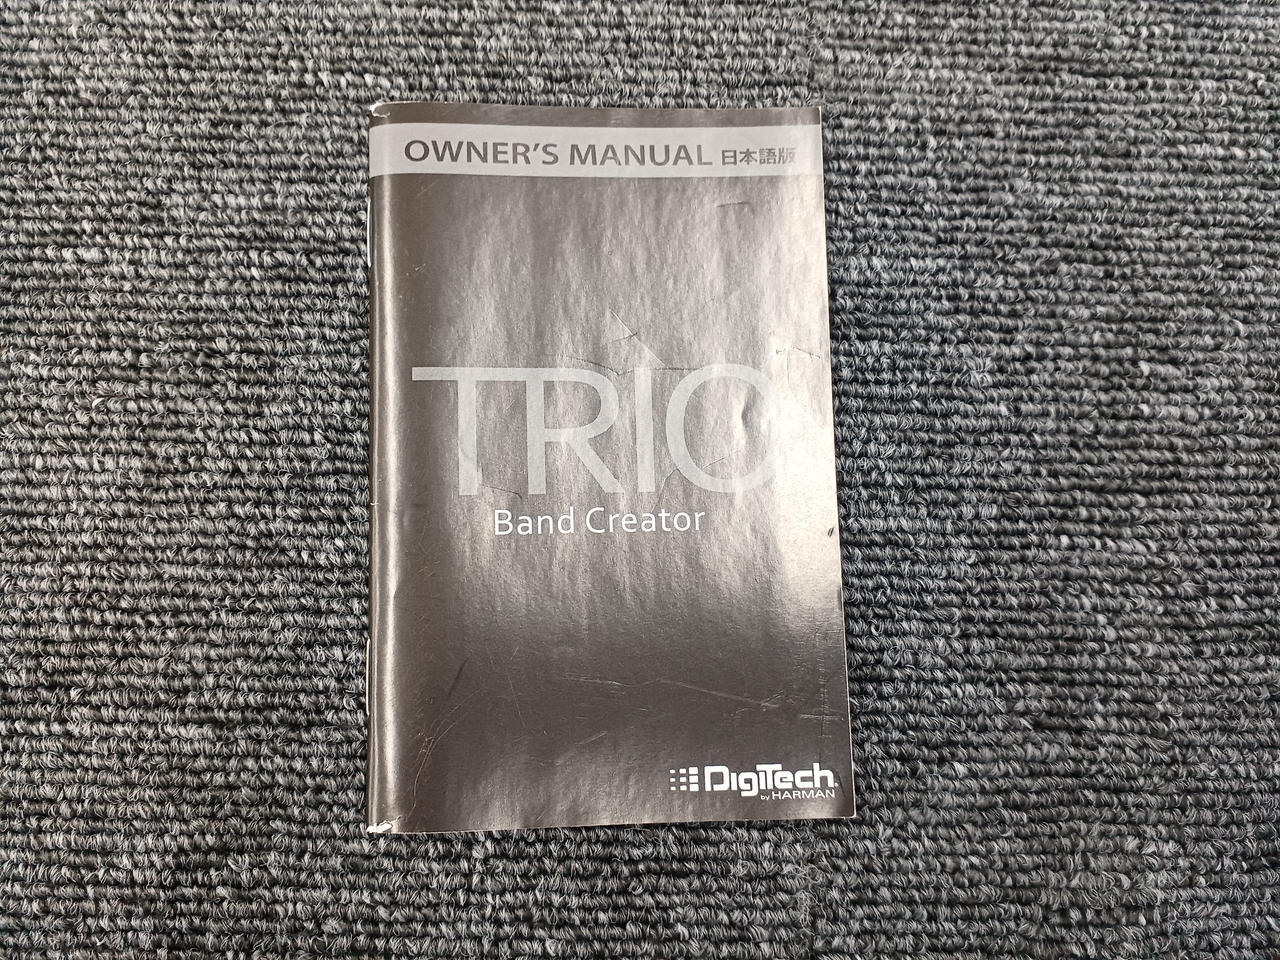 OWNER'S MANUAL 日本語版
TRIO
Band Creator
DigiTech
by HARMAN